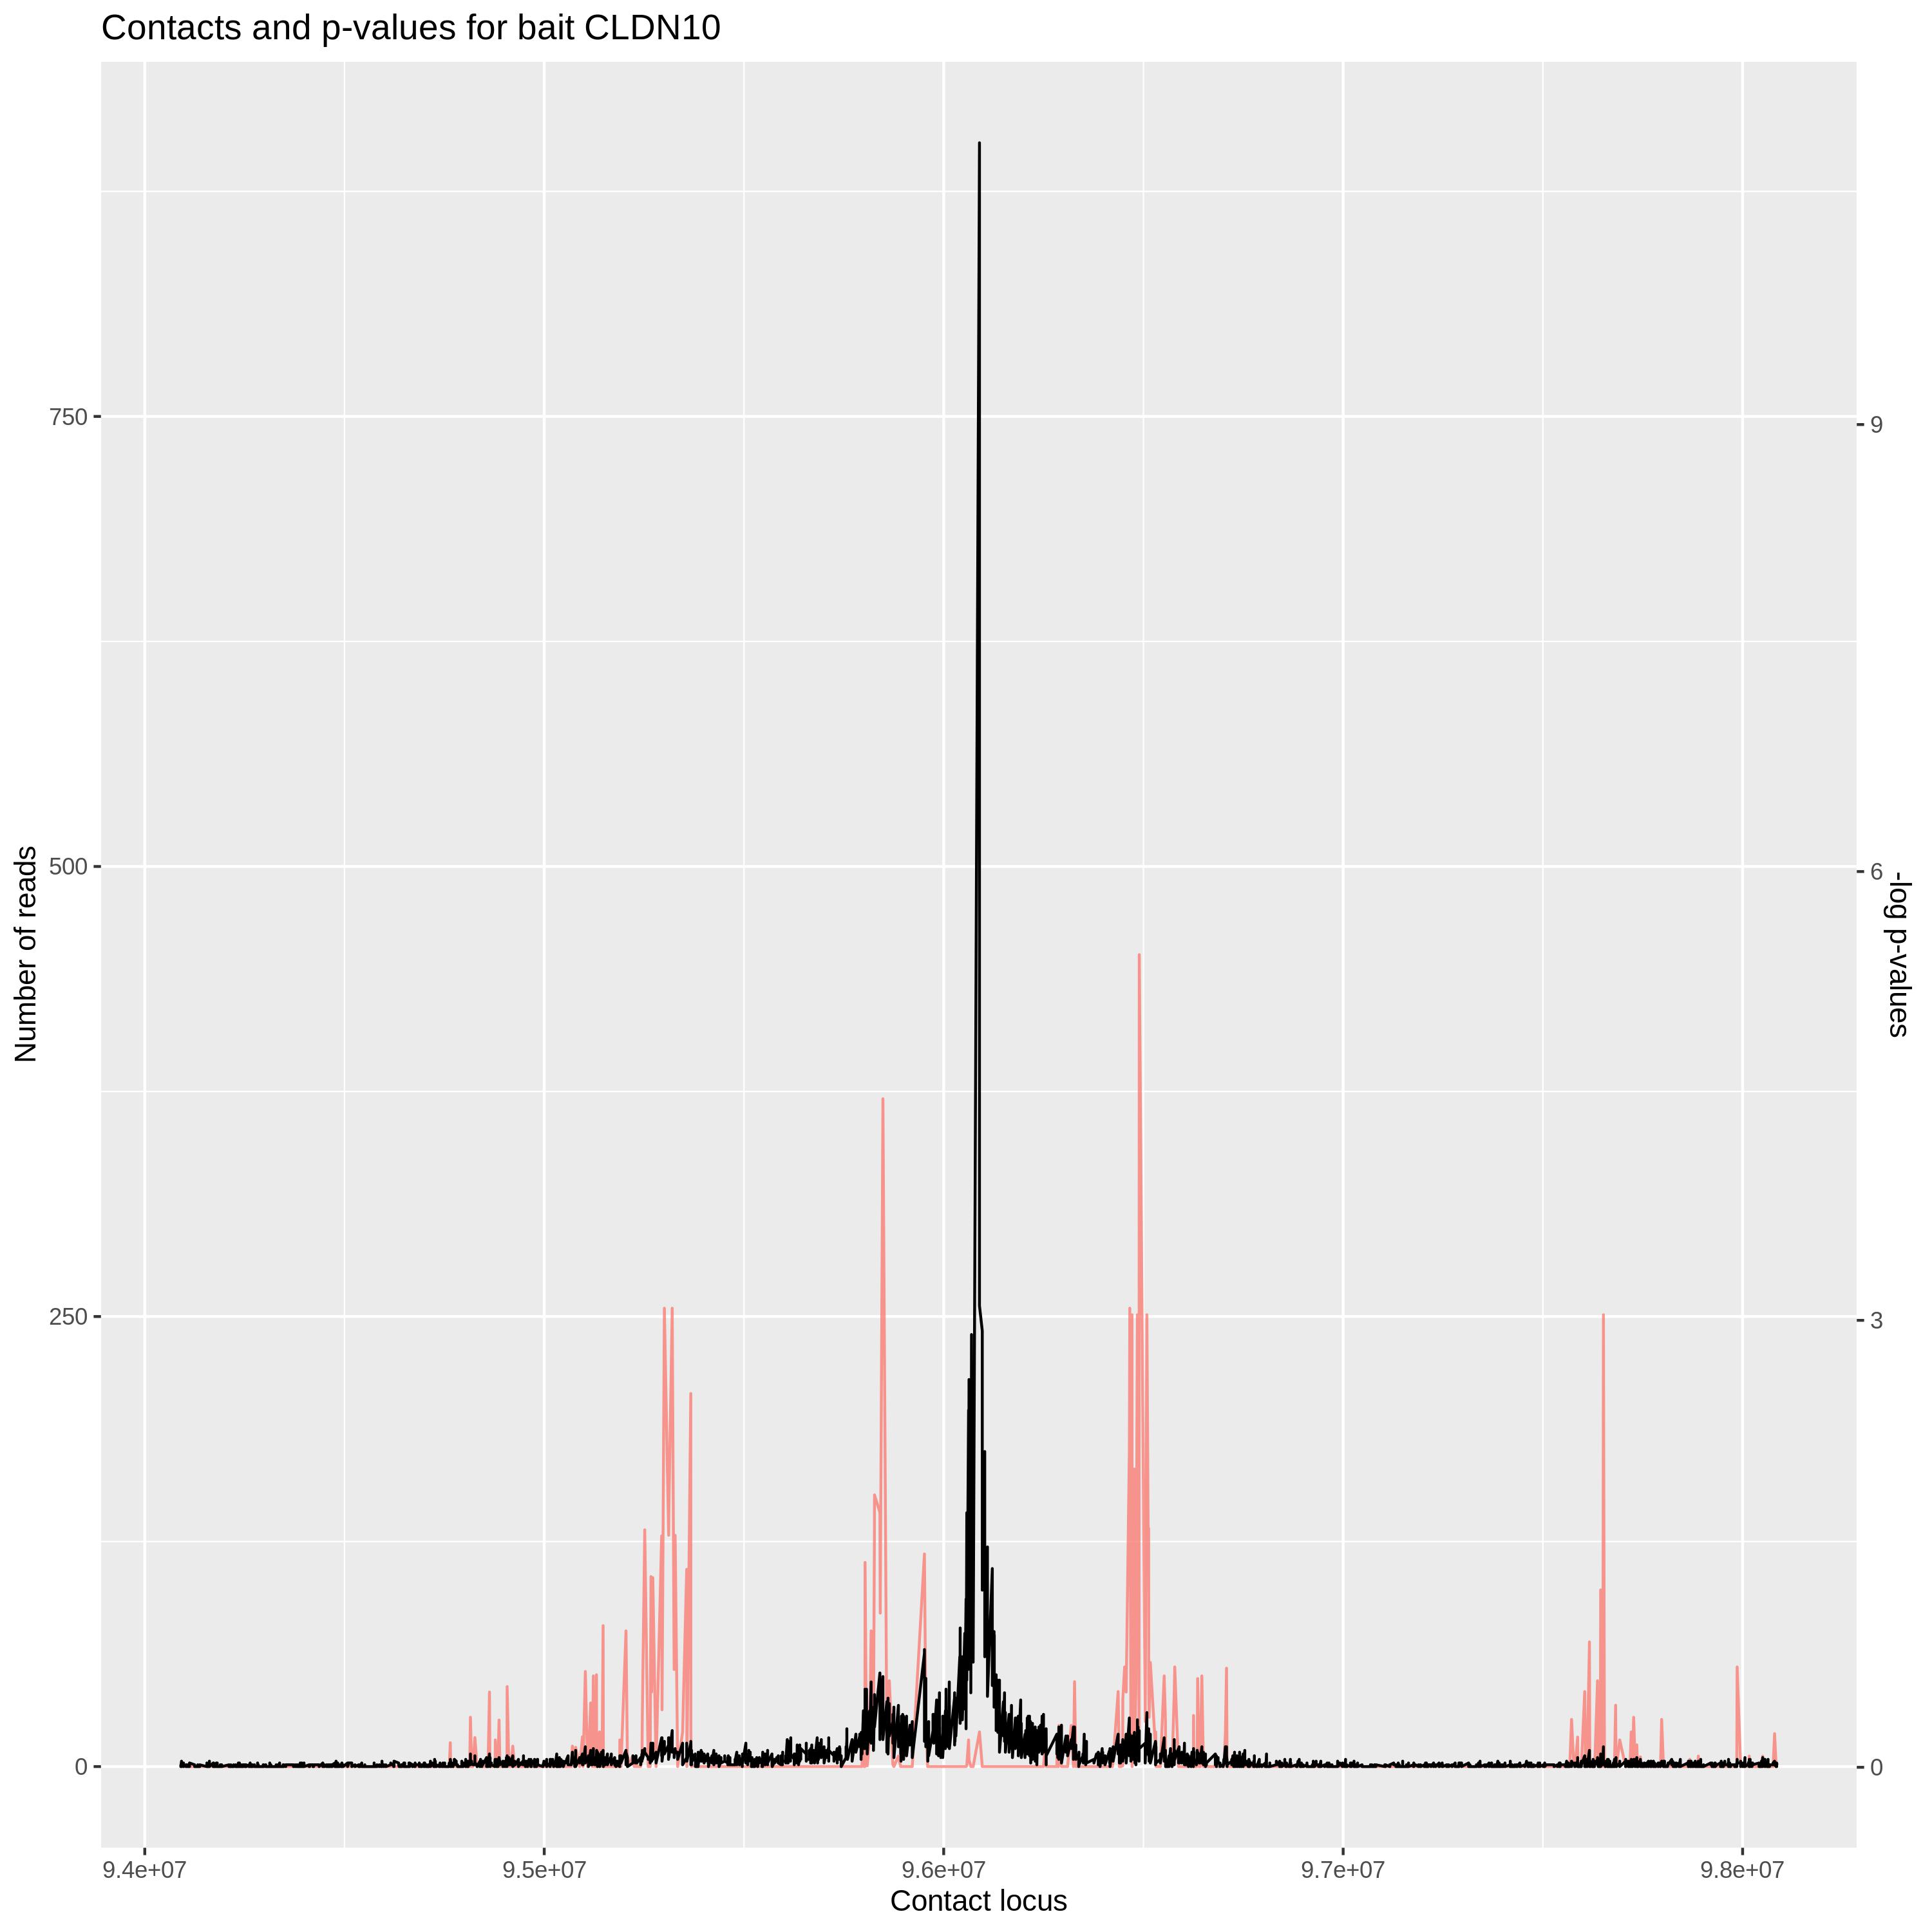 Contacts and p-values for bait CLDN10
750
500
250
0
Number of reads
9
6
3
0
-log p-values
9.4e+07
9.5e+07
9.6e+07
9.7e+07
9.8e+07
Contact locus